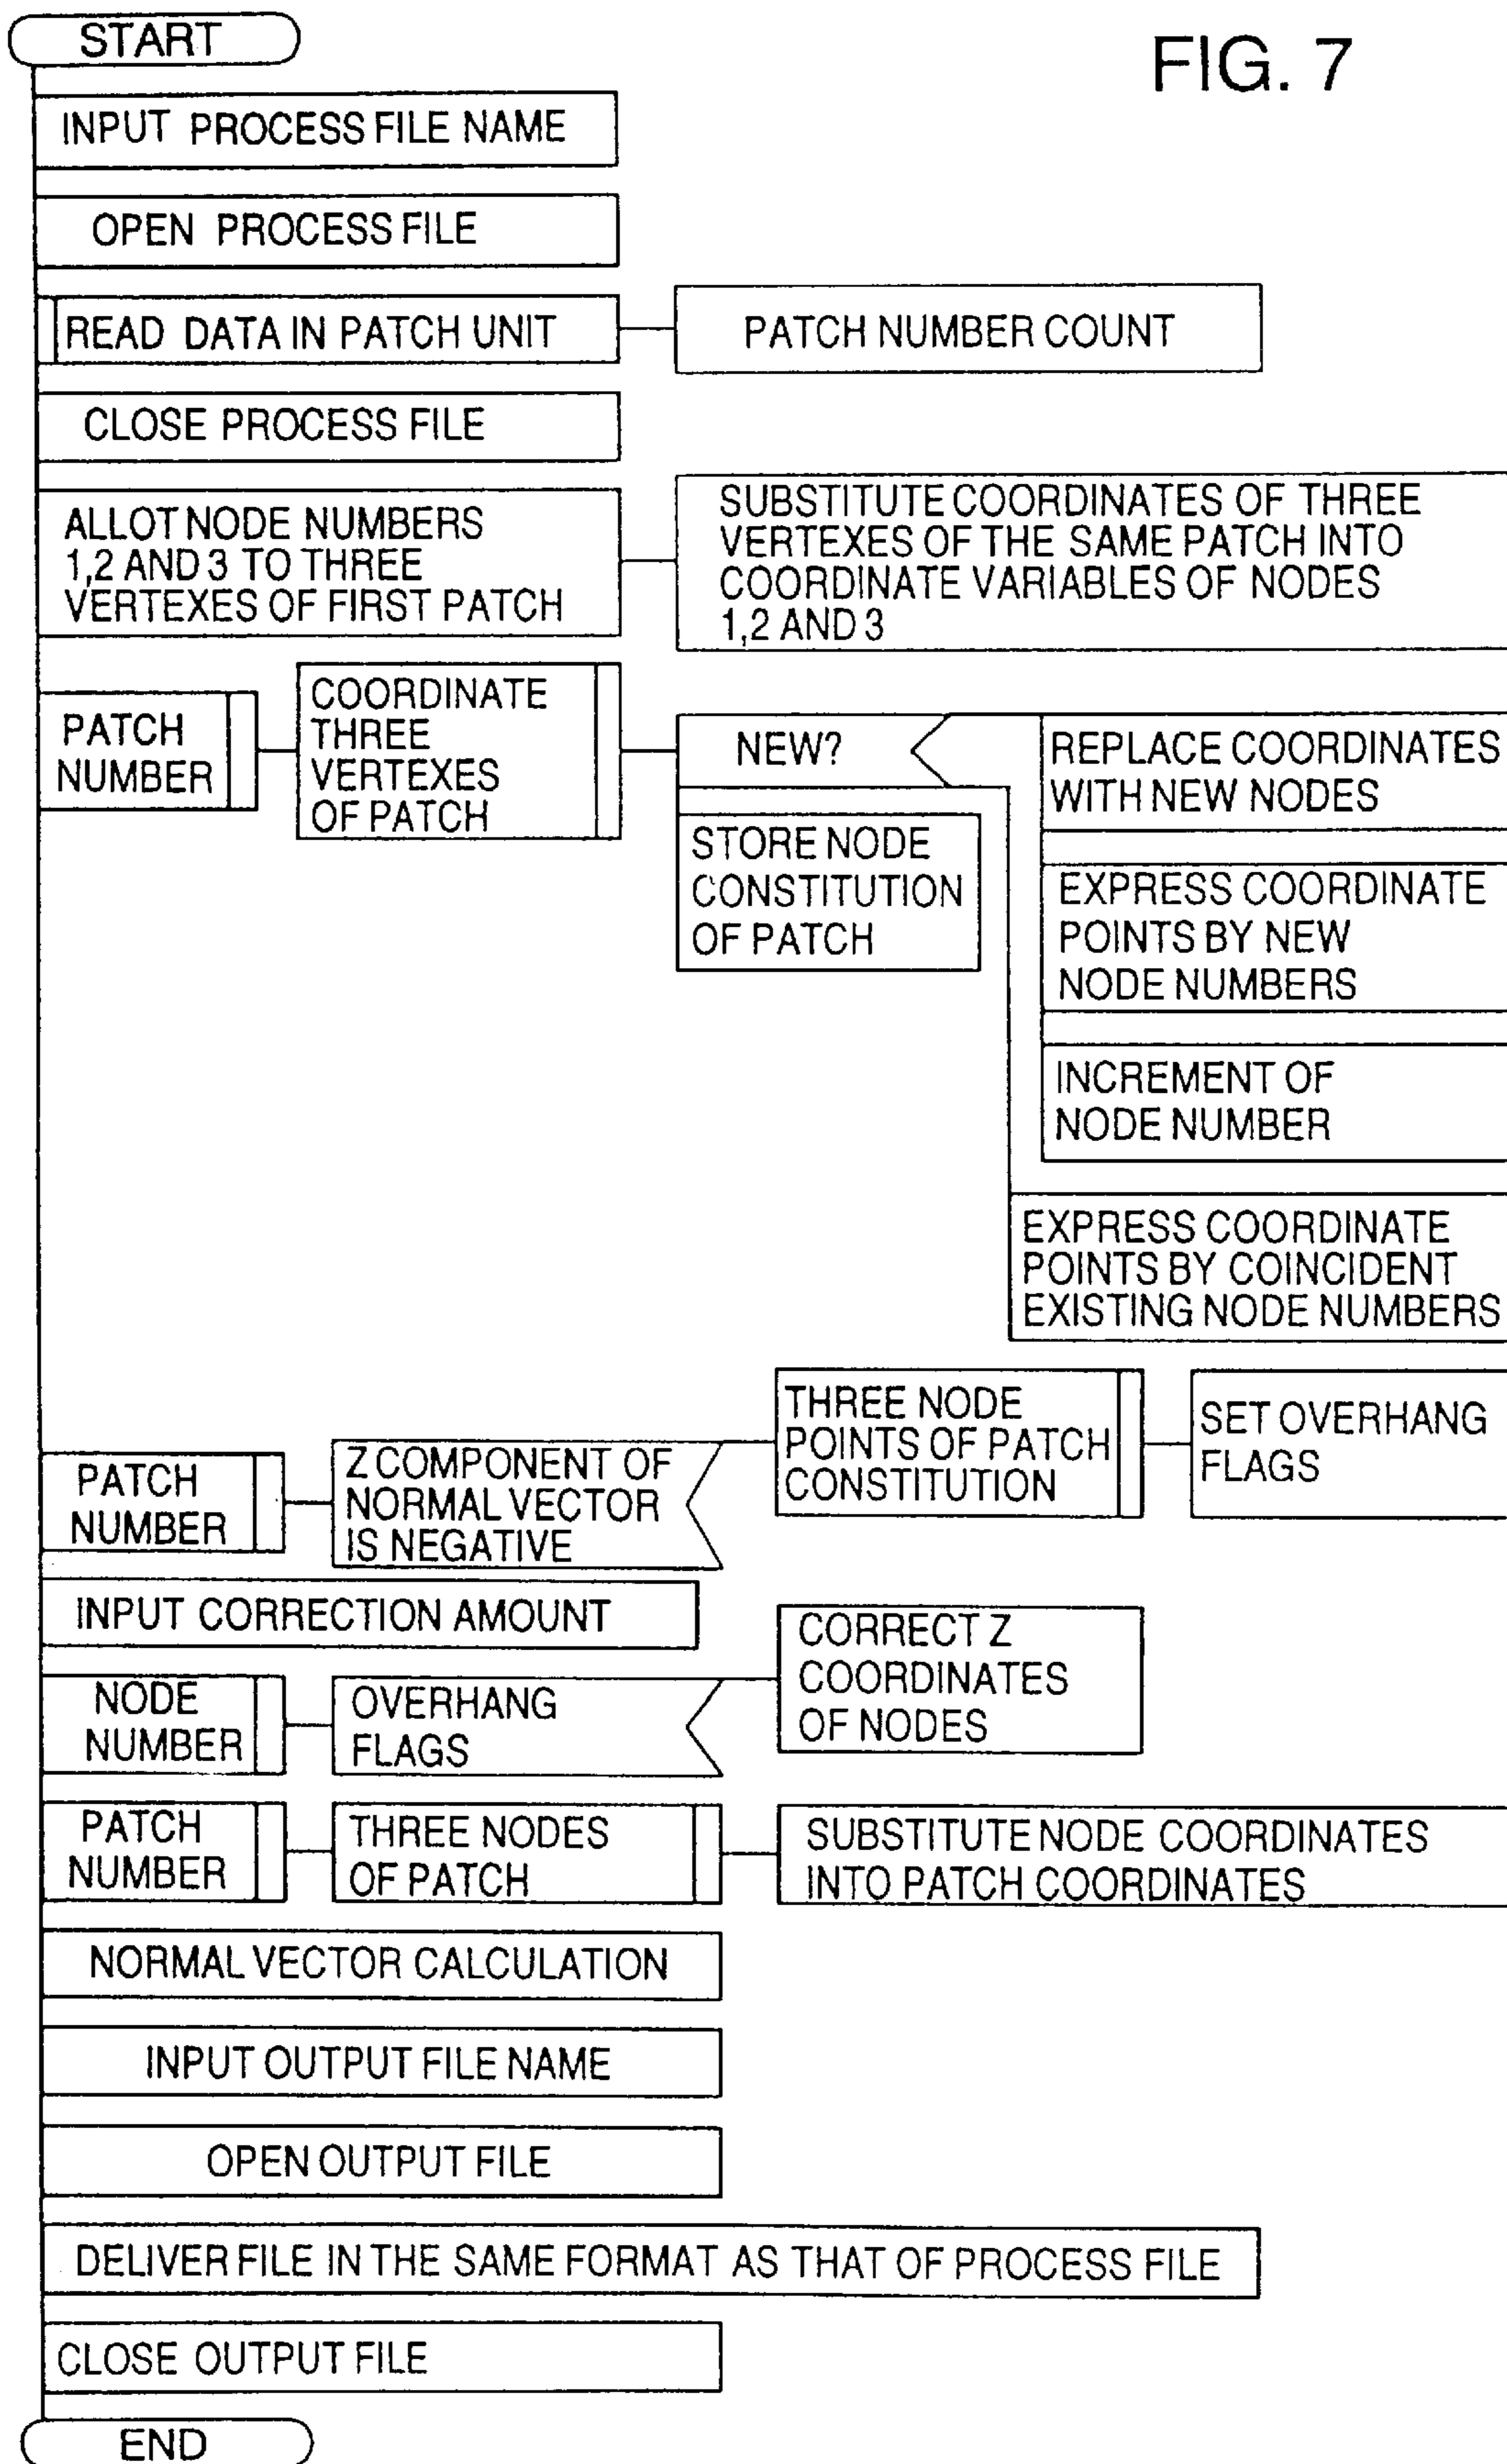 START
FIG. 7
INPUT PROCESS FILE NAME
OPEN PROCESS FILE
READ DATA IN PATCH UNIT
PATCH NUMBER COUNT
CLOSE PROCESS FILE
ALLOT NODE NUMBERS
1,2 AND 3 TO THREE
VERTEXES OF FIRST PATCH
SUBSTITUTE COORDINATES OF THREE
VERTEXES OF THE SAME PATCH INTO
COORDINATE VARIABLES OF NODES
1,2 AND 3
PATCH
NUMBER
COORDINATE
THREE
VERTEXES
OF PATCH
NEW?
REPLACE COORDINATES
WITH NEW NODES
STORE NODE
CONSTITUTION
OF PATCH
EXPRESS COORDINATE
POINTS BY NEW
NODE NUMBERS
INCREMENT OF
NODE NUMBER
EXPRESS COORDINATE
POINTS BY COINCIDENT
EXISTING NODE NUMBERS
PATCH
NUMBER
Z COMPONENT OF
NORMAL VECTOR
IS NEGATIVE
THREE NODE
POINTS OF PATCH
CONSTITUTION
SET OVERHANG
FLAGS
INPUT CORRECTION AMOUNT
NODE
NUMBER
OVERHANG
FLAGS
CORRECT Z
COORDINATES
OF NODES
PATCH
NUMBER
THREE NODES
OF PATCH
SUBSTITUTE NODE COORDINATES
INTO PATCH COORDINATES
NORMAL VECTOR CALCULATION
INPUT OUTPUT FILE NAME
OPEN OUTPUT FILE
DELIVER FILE IN THE SAME FORMAT AS THAT OF PROCESS FILE
CLOSE OUTPUT FILE
END